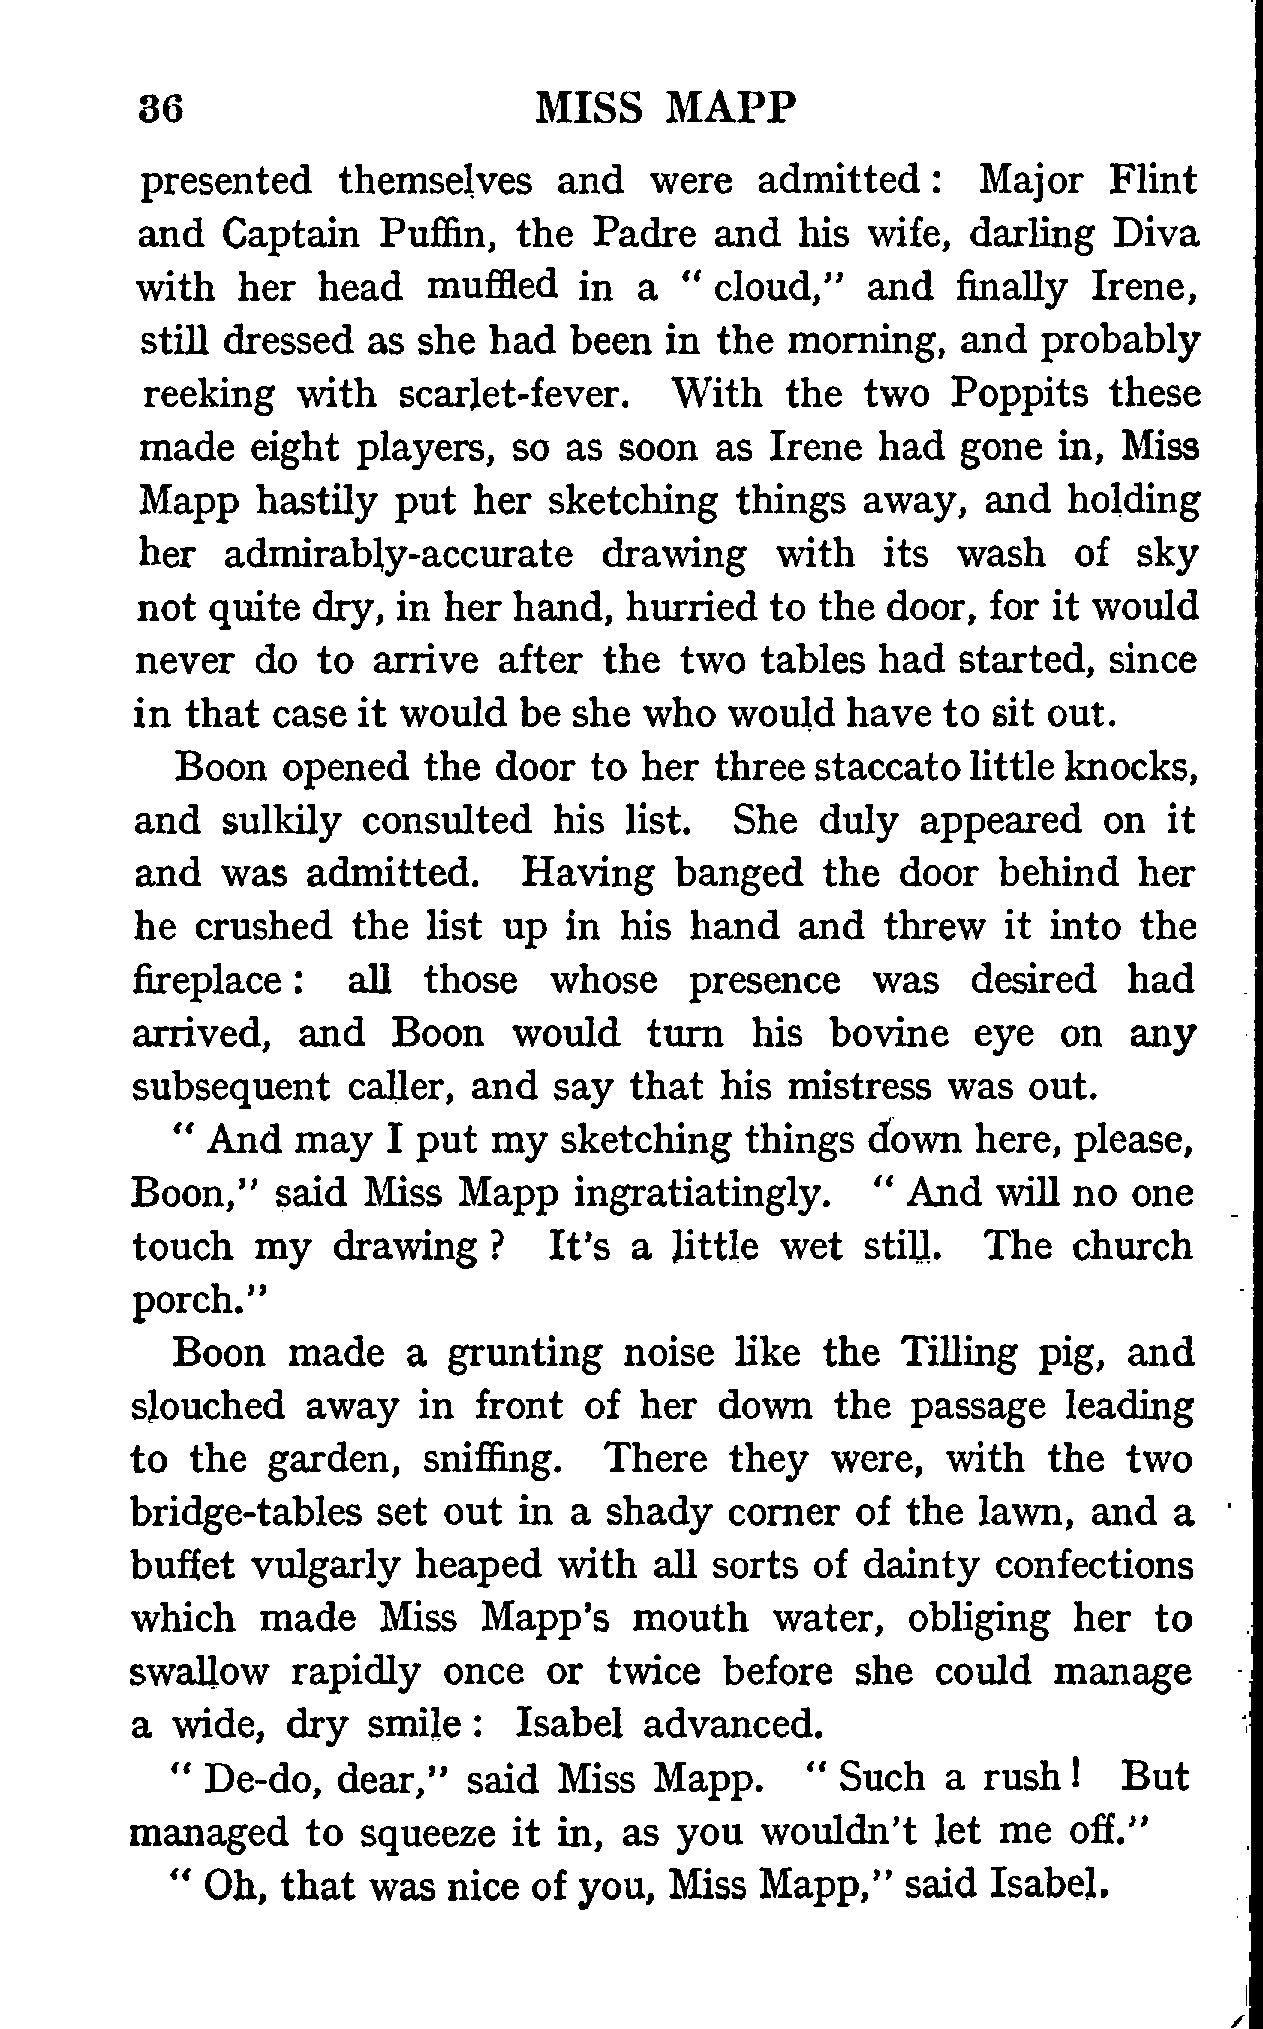 36 MISS MAPP
presented themselves and were admitted : Major Flint
and Captain Puffin, the Padre and his wife, darling Diva
with her head muffled in a “ cloud,” and finally Irene,
still dressed as she had been in the morning, and probably
reeking with scarlet-fever. With the two Poppits these
made eight players, so as soon as Irene had gone in, Miss
Mapp hastily put her sketching things away, and holding
her admirably-accurate drawing with its wash of sky
not quite dry, in her hand, hurried to the door, for it would
never do to arrive after the two tables had started, since
in that case it would be she who would have to sit out.
Boon opened the door to her three staccato little knocks,
and sulkily consulted his list. She duly appeared on it
and was admitted. Having banged the door behind her
he crushed the list up in his hand and threw it into the
fireplace : all those whose presence was desired had
arrived, and Boon would turn his bovine eye on any
subsequent caller, and say that his mistress was out.
“ And may I put my sketching things down here, please,
Boon,” said Miss Mapp ingratiatingly. “ And will no one
touch my drawing ? It's a little wet still. The church
porch.”
Boon made a grunting noise like the Tilling pig, and
slouched away in front of her down the passage leading
to the garden, sniffing. There they were, with the two
bridge-tables set out in a shady corner of the lawn, and a
buffet vulgarly heaped with all sorts of dainty confections
which made Miss Mapp's mouth water, obliging her to
swallow rapidly once or twice before she could manage
a wide, dry smile : Isabel advanced.
“ De-do, dear,” said Miss Mapp. “ Such a rush ! But
managed to squeeze it in, as you wouldn't let me off.”
“ Oh, that was nice of you, Miss Mapp,” said Isabel.